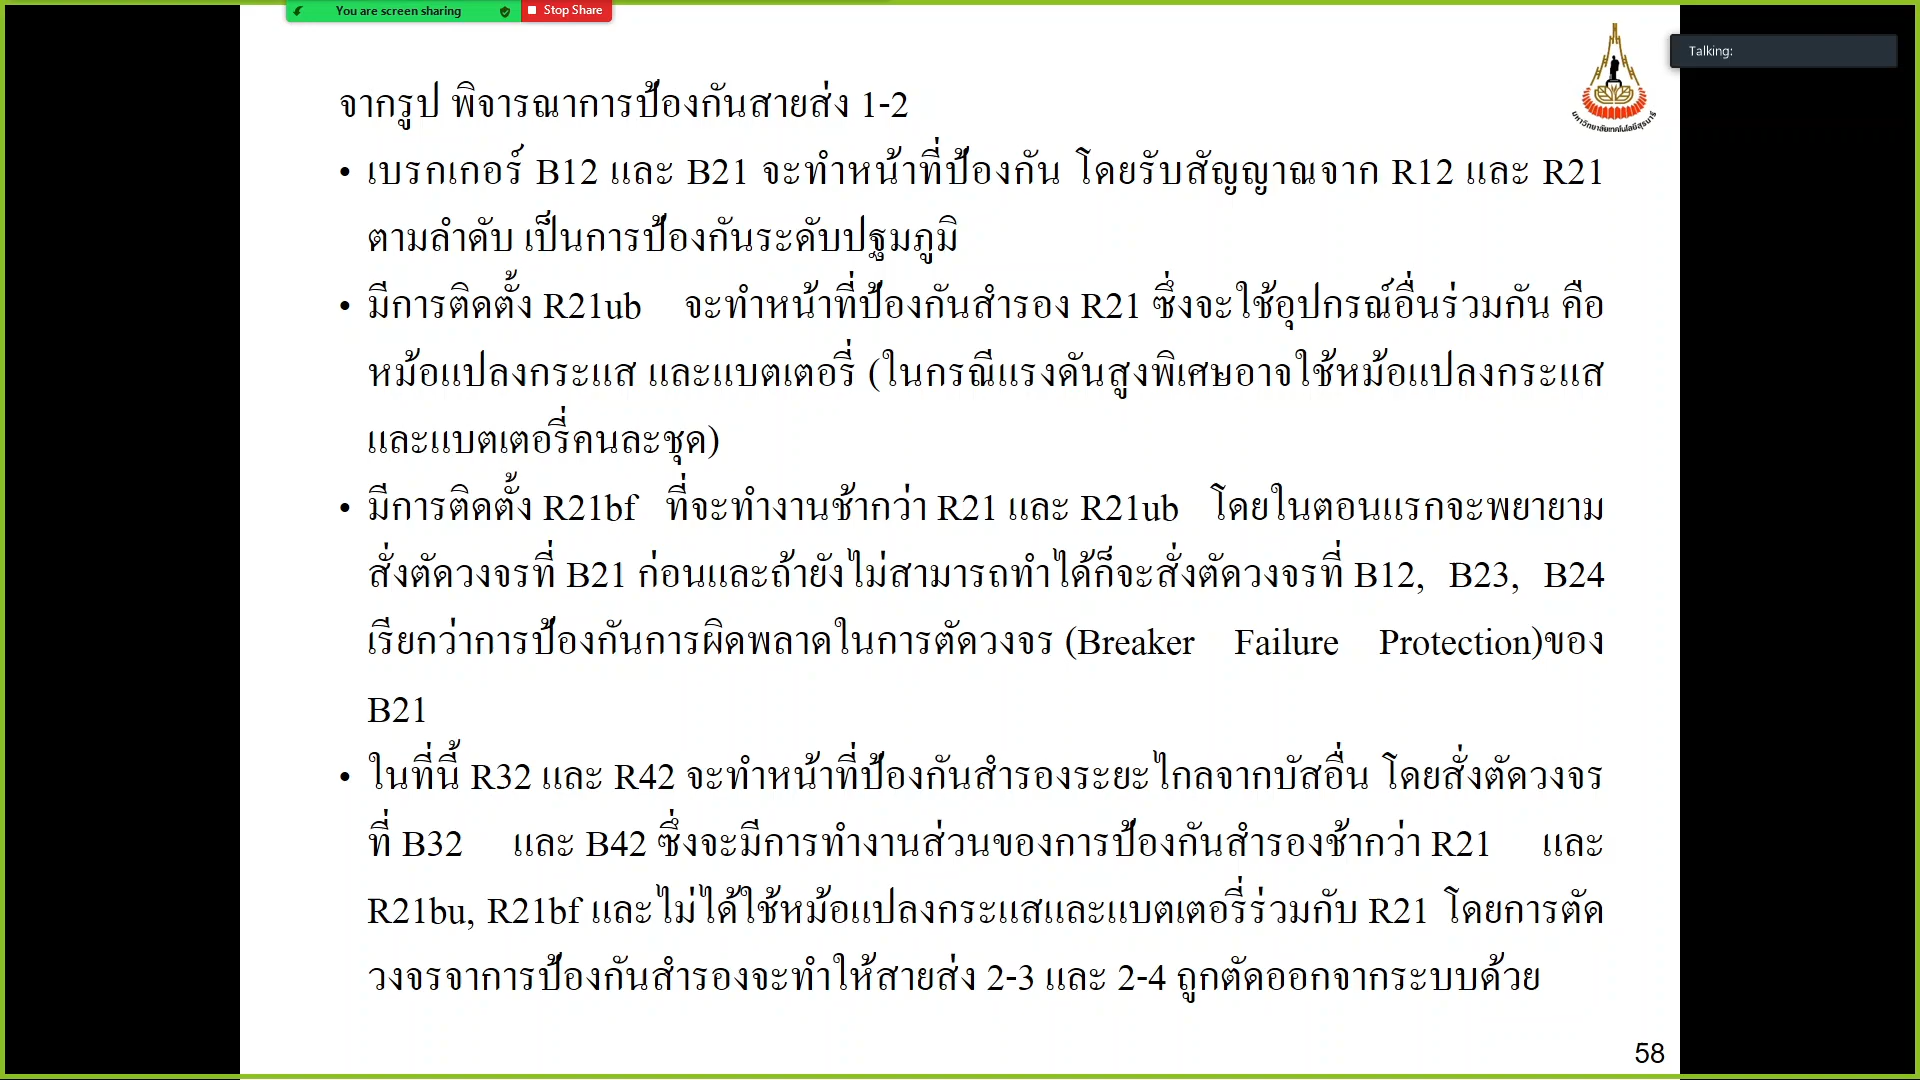 You are screen sharing
Stop Share
Talking:
มหาวิทยาลัยเทคโนโลยีสุรนารี
จากรูป พิจารณาการป้องกันสายส่ง 1-2
• เบรกเกอร์ B12 และ B21 จะทำหน้าที่ป้องกัน โดยรับสัญญาณจาก R12 และ R21
ตามลำดับ เป็นการป้องกันระดับปฐมภูมิ
• มีการติดตั้ง R21ub จะทำหน้าที่ป้องกันสำรอง R21 ซึ่งจะใช้อุปกรณ์อื่นร่วมกัน คือ
หม้อแปลงกระแส และแบตเตอรี่ (ในกรณีแรงดันสูงพิเศษอาจใช้หม้อแปลงกระแส
และแบตเตอรี่คนละชุด)
• มีการติดตั้ง R21bf ที่จะทำงานช้ากว่า R21 และ R21ub โดยในตอนแรกจะพยายาม
สั่งตัดวงจรที่ B21 ก่อนและถ้ายังไม่สามารถทำได้ก็จะสั่งตัดวงจรที่ B12, B23, B24
เรียกว่าการป้องกันการผิดพลาดในการตัดวงจร (Breaker Failure Protection)ของ
B21
• ในที่นี้ R32 และ R42 จะทำหน้าที่ป้องกันสำรองระยะไกลจากบัสอื่น โดยสั่งตัดวงจร
ที่ B32 และ B42 ซึ่งจะมีการทำงานส่วนของการป้องกันสำรองช้ากว่า R21 และ
R21bu, R21bf และไม่ได้ใช้หม้อแปลงกระแสและแบตเตอรี่ร่วมกับ R21 โดยการตัด
วงจรจาการป้องกันสำรองจะทำให้สายส่ง 2-3 และ 2-4 ถูกตัดออกจากระบบด้วย
58